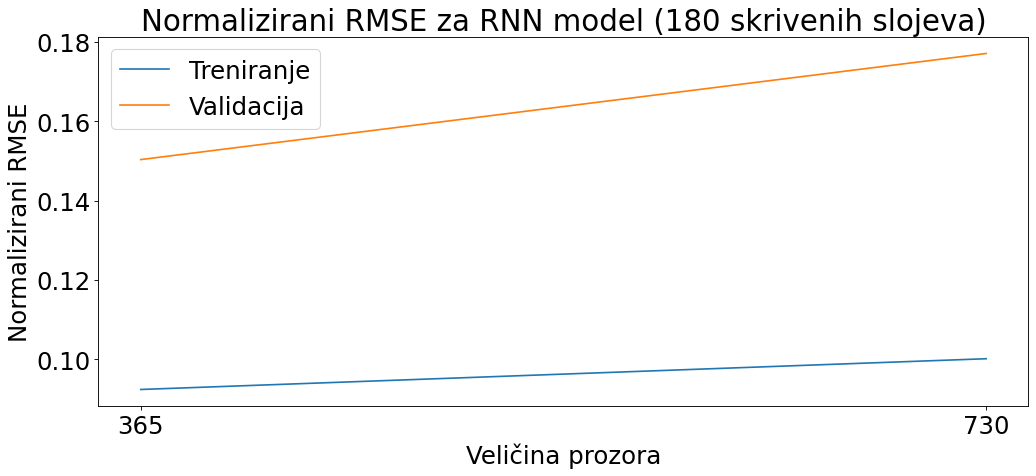 Normalizirani RMSE za RNN model (180 skrivenih slojeva)
0.18
0.16
0.14
0.12
0.10
Normalizirani RMSE
Treniranje
Validacija
365
730
Veličina prozora